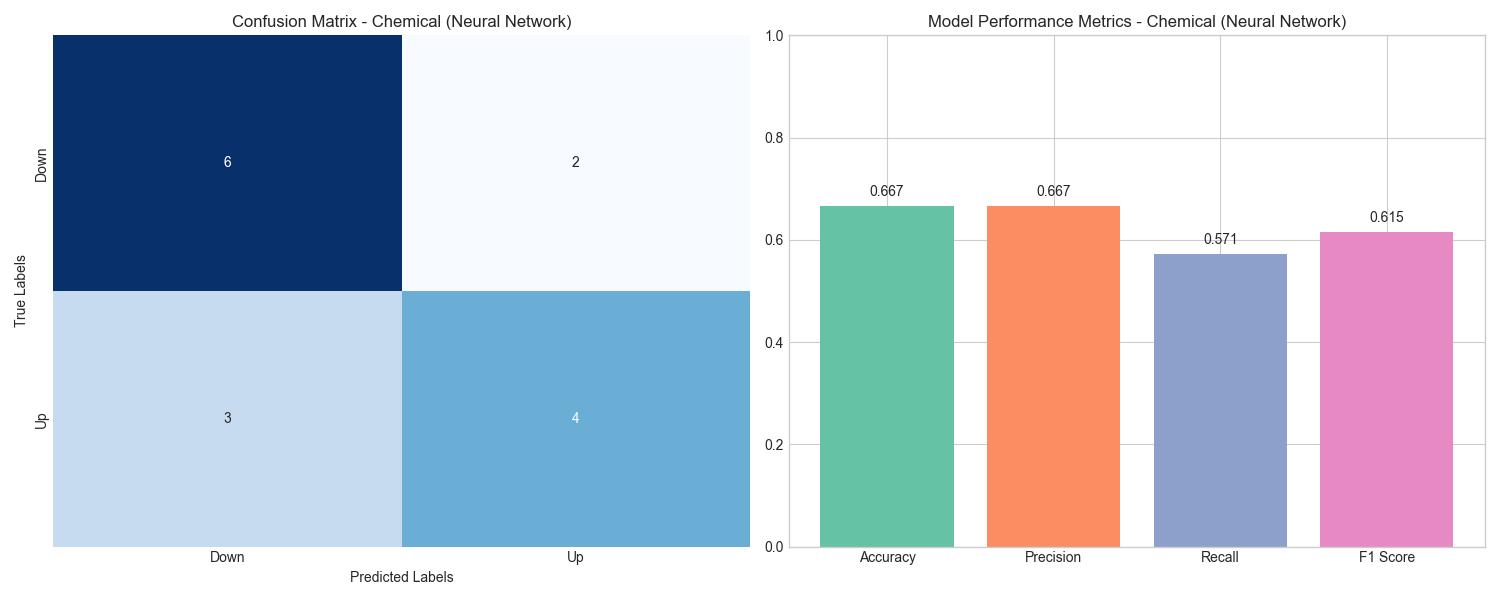 Confusion Matrix - Chemical (Neural Network)
True Labels
Down
Up
6
2
3
4
Down
Up
Predicted Labels
Model Performance Metrics - Chemical (Neural Network)
1.0
0.8
0.6
0.4
0.2
0.0
0.667
0.667
0.571
0.615
Accuracy
Precision
Recall
F1 Score